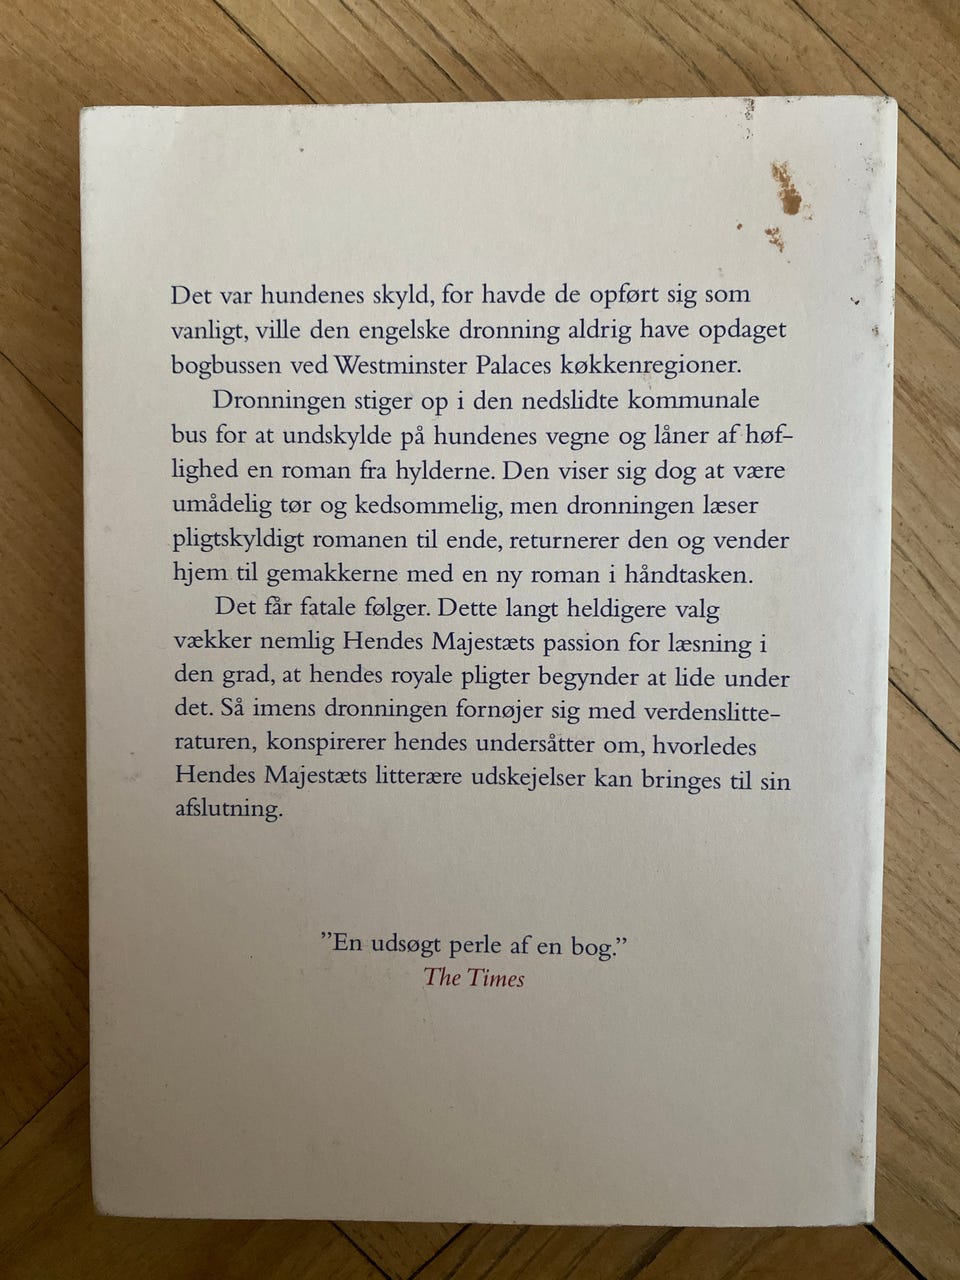 Det var hundenes skyld, for havde de opført sig som
vanligt, ville den engelske dronning aldrig have opdaget
bogbussen ved Westminster Palaces køkkenregioner.
Dronningen stiger op i den nedslidte kommunale
bus for at undskylde på hundenes vegne og låner af høf-
lighed en roman fra hylderne. Den viser sig dog at være
umådelig tør og kedsommelig, men dronningen læser
pligtskyldigt romanen til ende, returnerer den og vender
hjem til gemakkerne med en ny roman i håndtasken.
Det får fatale følger. Dette langt heldigere valg
vækker nemlig Hendes Majestæts passion for læsning i
den grad, at hendes royale pligter begynder at lide under
det. Så imens dronningen fornøjer sig med verdenslitte-
raturen, konspirerer hendes undersåtter om, hvorledes
Hendes Majestæts litterære udskejelser kan bringes til sin
afslutning.
”En udsøgt perle af en bog.”
The Times